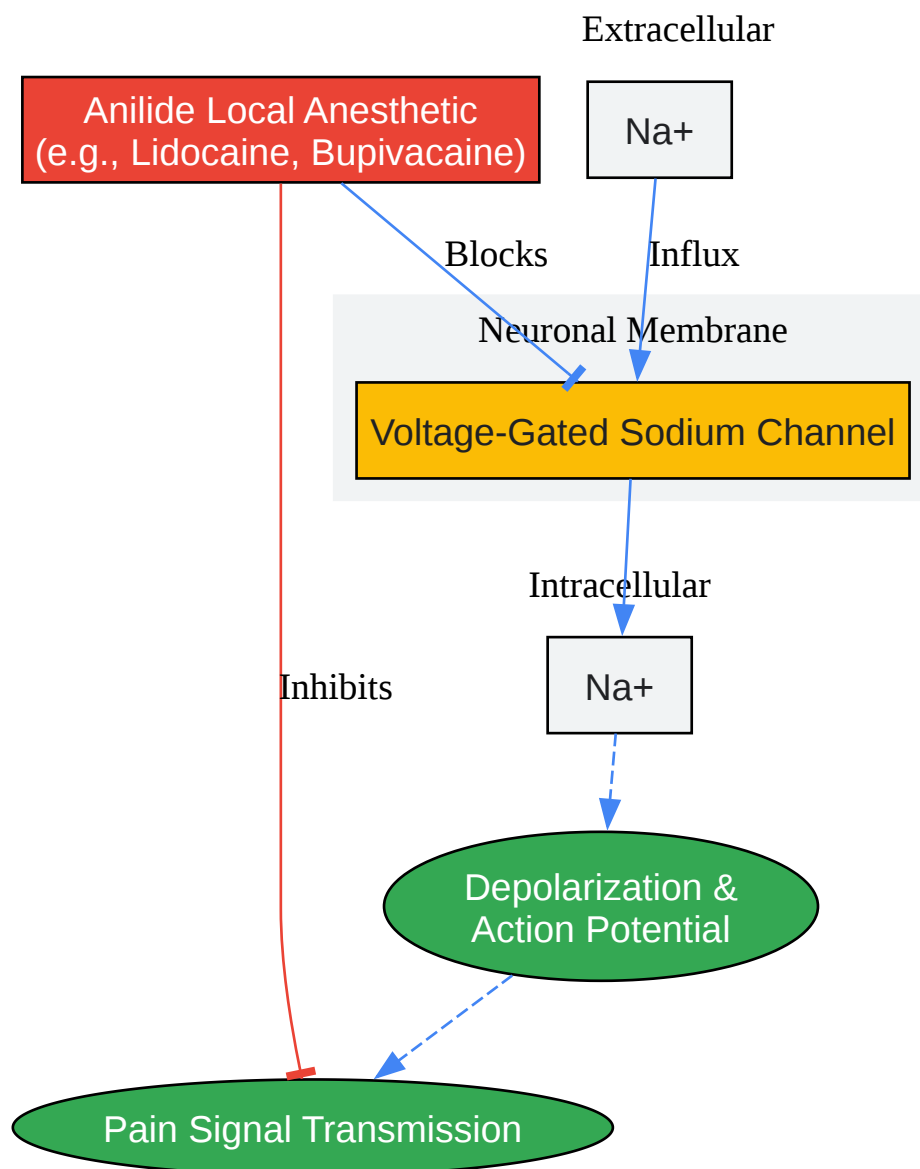 Extracellular
Anilide Local Anesthetic
(e.g., Lidocaine, Bupivacaine)
Na+
Blocks
Influx
Neuronal Membrane
Voltage-Gated Sodium Channel
Intracellular
Inhibits
Na+
Depolarization &
Action Potential
Pain Signal Transmission